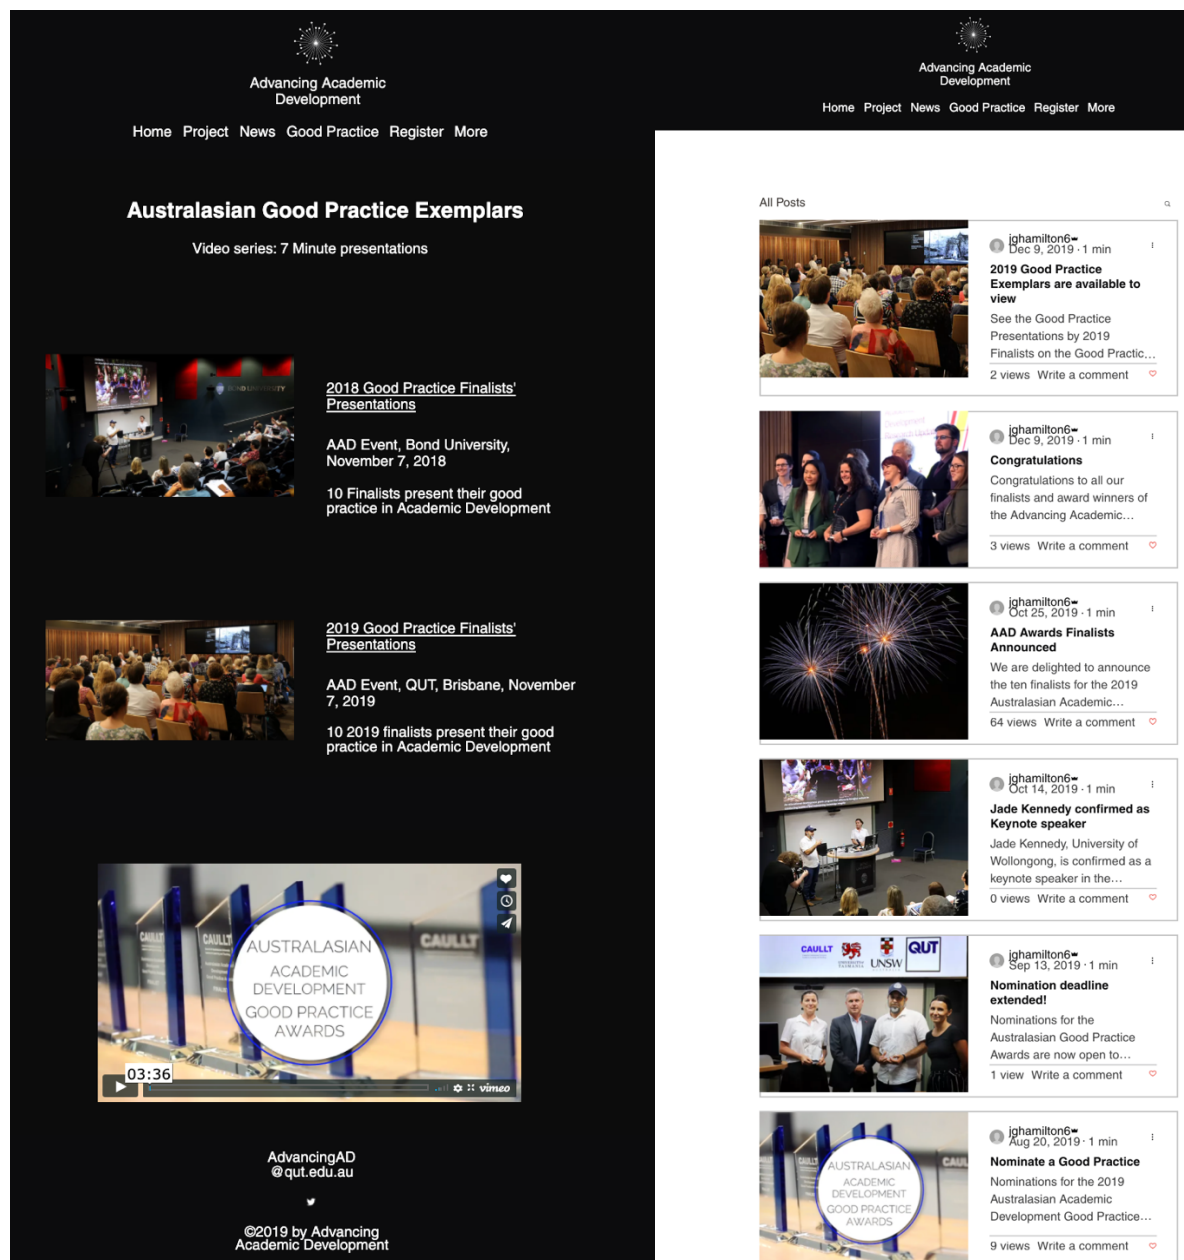 Advancing Academic
Development
Home Project News Good Practice Register More
Australasian Good Practice Exemplars
Video series: 7 Minute presentations
BOND UNIVERSITY
2018 Good Practice Finalists'
Presentations
AAD Event, Bond University,
November 7, 2018
10 Finalists present their good
practice in Academic Development
2019 Good Practice Finalists'
Presentations
AAD Event, QUT, Brisbane, November
7, 2019
10 2019 finalists present their good
practice in Academic Development
CAULLT
CAULLT
CAULLT
AUSTRALASIAN
ACADEMIC
DEVELOPMENT
GOOD PRACTICE
AWARDS
03:36
vimeo
AdvancingAD
@qut.edu.au
©2019 by Advancing
Academic Development
Advancing Academic
Development
Home Project News Good Practice Register More
All Posts
jghamilton6
Dec 9, 2019 · 1 min
2019 Good Practice
Exemplars are available to
view
See the Good Practice
Presentations by 2019
Finalists on the Good Practic...
2 views Write a comment
Development
Research Update
jghamilton6
Dec 9, 2019 · 1 min
Congratulations
Congratulations to all our
finalists and award winners of
the Advancing Academic...
3 views Write a comment
jghamilton6
Oct 25, 2019 · 1 min
AAD Awards Finalists
Announced
We are delighted to announce
the ten finalists for the 2019
Australasian Academic...
64 views Write a comment
jghamilton6
Oct 14, 2019 · 1 min
Jade Kennedy confirmed as
Keynote speaker
Jade Kennedy, University of
Wollongong, is confirmed as a
keynote speaker in the...
0 views Write a comment
CAULLT
UNSW
QUT
jghamilton6
Sep 13, 2019 · 1 min
Nomination deadline
extended!
Nominations for the
Australasian Good Practice
Awards are now open to...
1 view Write a comment
AUSTRALASIAN
ACADEMIC
DEVELOPMENT
GOOD PRACTICE
AWARDS
jghamilton6
Aug 20, 2019 · 1 min
Nominate a Good Practice
Nominations for the 2019
Australasian Academic
Development Good Practice...
9 views Write a comment